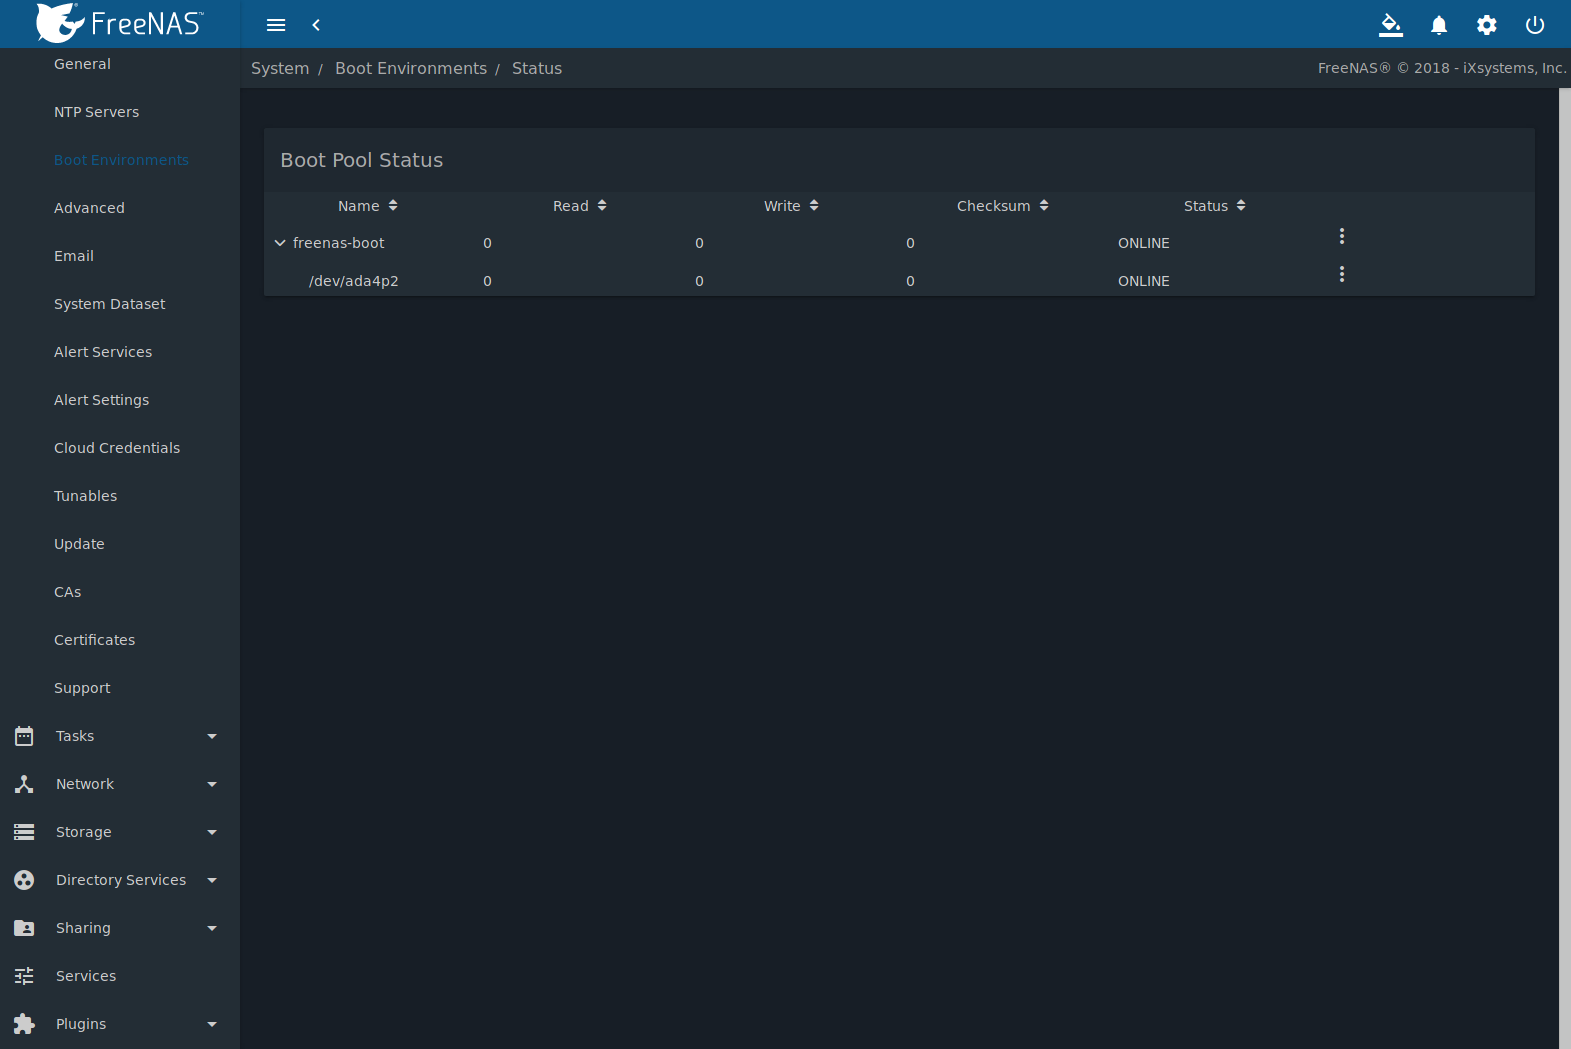 FreeNAS™
System / Boot Environments / Status
FreeNAS® © 2018 - iXsystems, Inc.
General
NTP Servers
Boot Environments
Advanced
Email
System Dataset
Alert Services
Alert Settings
Cloud Credentials
Tunables
Update
CAs
Certificates
Support
Tasks
Network
Storage
Directory Services
Sharing
Services
Plugins
Boot Pool Status
Name Read Write Checksum Status
freenas-boot 0 0 0 ONLINE
/dev/ada4p2 0 0 0 ONLINE